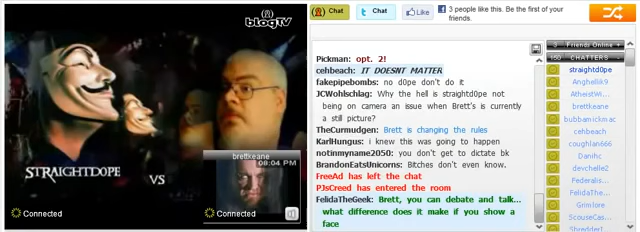 blogTV
Chat
Chat
Like
3 people like this. Be the first of your
friends.
Pickman: opt. 2!
cehbeach: IT DOESNT MATTER
fakepipebombs: no d0pe don't do it
JCWohlschlag: Why the hell is straightd0pe not
being on camera an issue when Brett's is currently
a still picture?
TheCurmudgen: Brett is changing the rules
KarlHungus: i knew this was going to happen
notinmyname2050: you don't get to dictate bk
BrandonEatsUnicorns: Bitches don't even know.
FreeAd has left the chat
PJsCreed has entered the room
FelidaTheGeek: Brett, you can debate and talk...
what difference does it make if you show a
face
3 Friends Online +
150 CHATTERS -
straightd0pe
Anghellik9
AtheistWi...
brettkeane
bubbamickmac
cehbeach
coughlan666
Danihc
devchelle2
Federalis...
FelidaThe...
Grimlore
ScouseCas...
ShredderI...
STRAIGHTDOPE
VS
brettkeane
08:04 PM
Connected
Connected